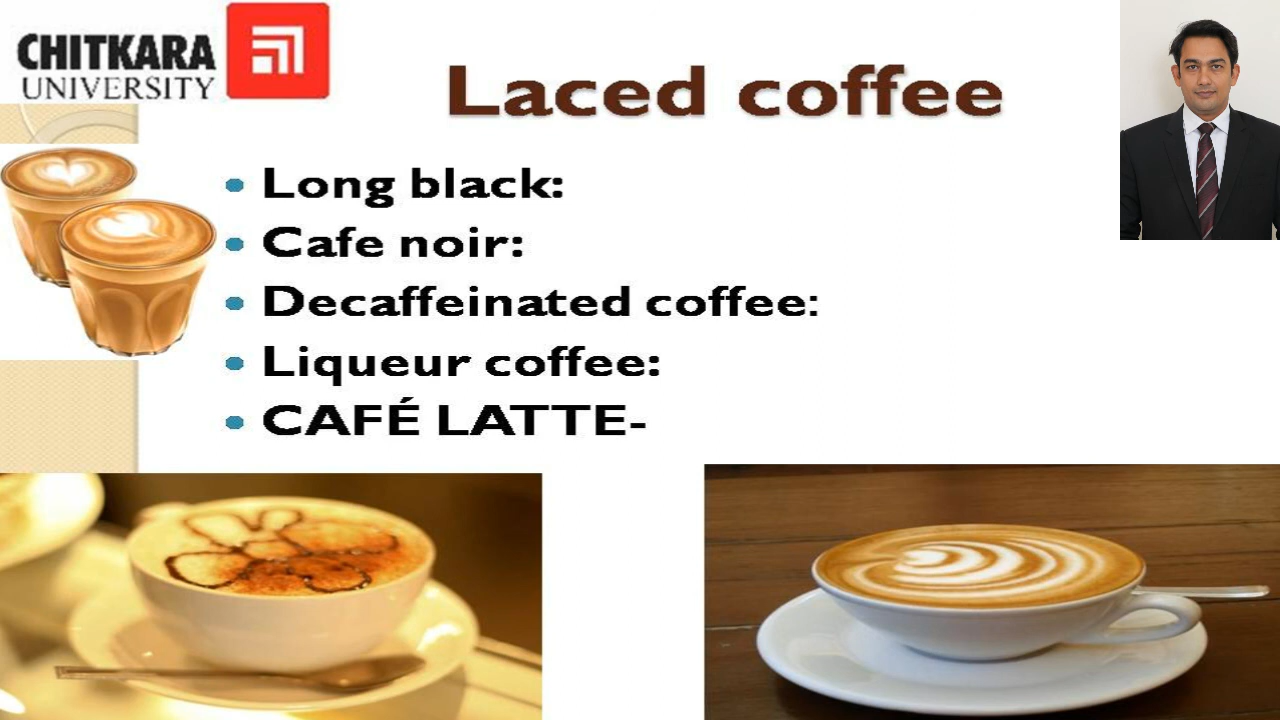 CHITKARA
UNIVERSITY
Laced coffee
Long black:
Cafe noir:
Decaffeinated coffee:
Liqueur coffee:
CAFÉ LATTE-